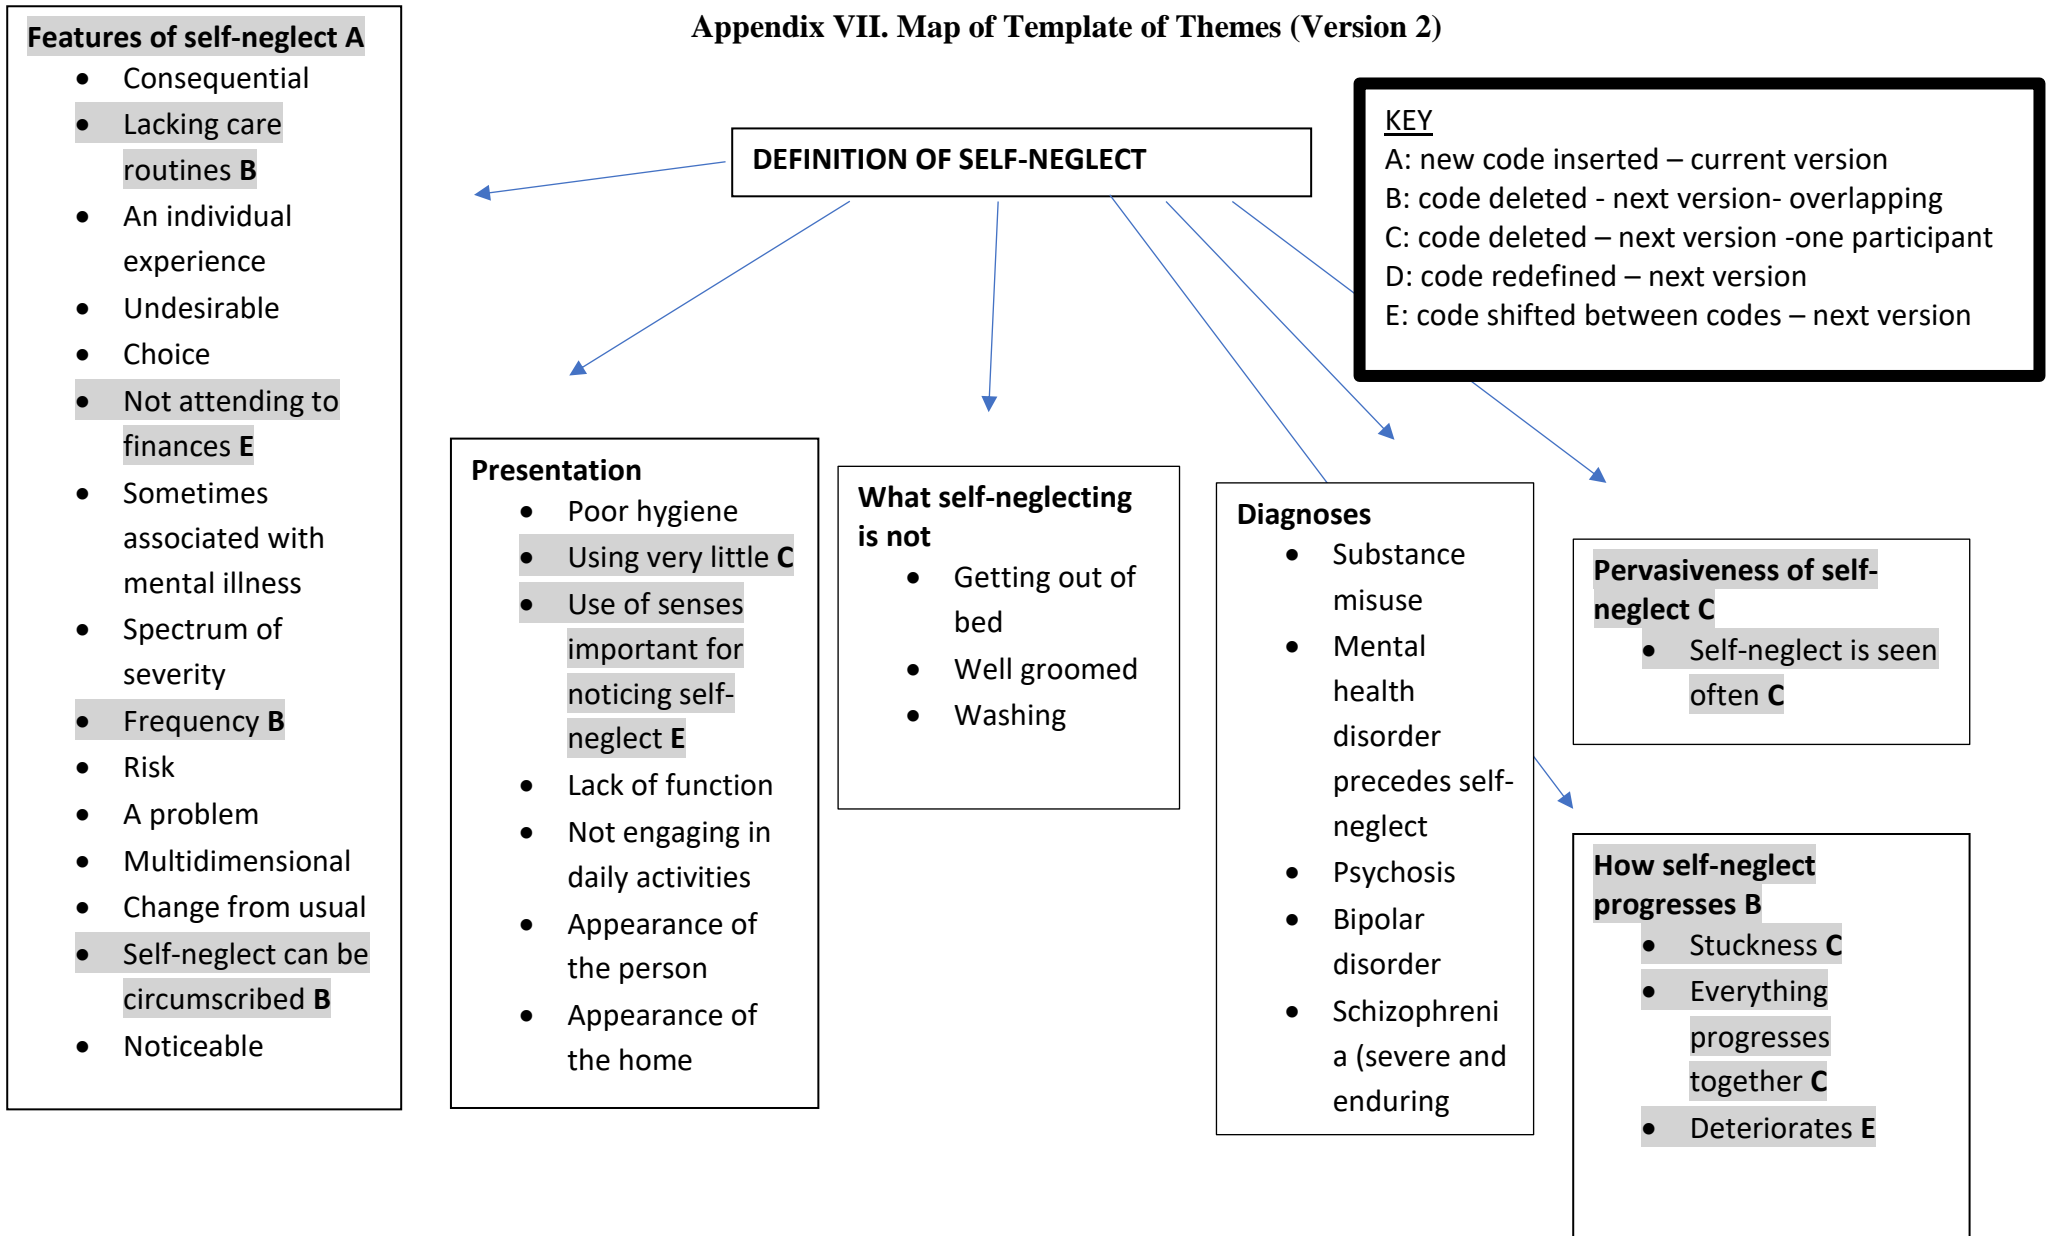 Appendix VII. Map of Template of Themes (Version 2)
Features of self-neglect A
• Consequential
• Lacking care
routines B
• An individual
experience
• Undesirable
• Choice
• Not attending to
finances E
• Sometimes
associated with
mental illness
• Spectrum of
severity
• Frequency B
• Risk
• A problem
• Multidimensional
• Change from usual
• Self-neglect can be
circumscribed B
• Noticeable
DEFINITION OF SELF-NEGLECT
KEY
A: new code inserted – current version
B: code deleted - next version- overlapping
C: code deleted – next version -one participant
D: code redefined – next version
E: code shifted between codes – next version
Presentation
• Poor hygiene
• Using very little C
• Use of senses
important for
noticing self-
neglect E
• Lack of function
• Not engaging in
daily activities
• Appearance of
the person
• Appearance of
the home
What self-neglecting
is not
• Getting out of
bed
• Well groomed
• Washing
Diagnoses
• Substance
misuse
• Mental
health
disorder
precedes self-
neglect
• Psychosis
• Bipolar
disorder
• Schizophreni
a (severe and
enduring
Pervasiveness of self-
neglect C
• Self-neglect is seen
often C
How self-neglect
progresses B
• Stuckness C
• Everything
progresses
together C
• Deteriorates E